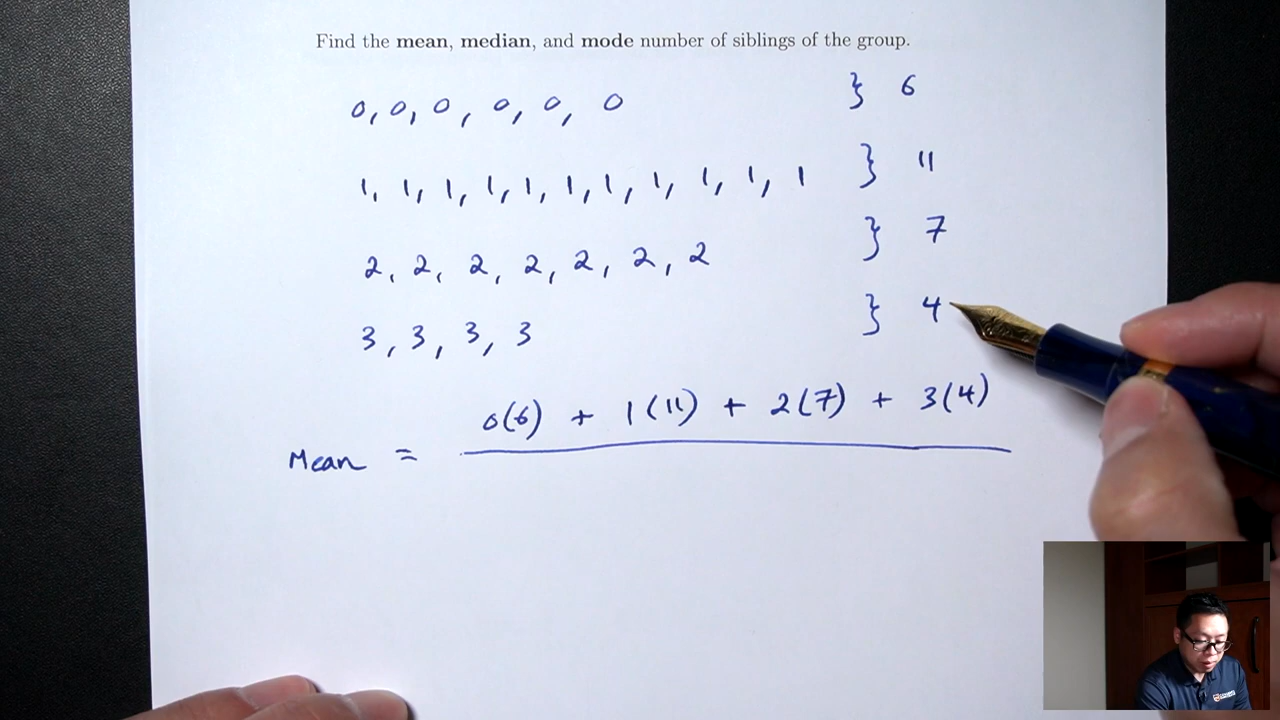 Find the mean, median, and mode number of siblings of the group.
0, 0, 0, 0, 0, 0 } 6
1, 1, 1, 1, 1, 1, 1, 1, 1, 1, 1 } 11
2, 2, 2, 2, 2, 2, 2 } 7
3, 3, 3, 3 } 4
0(6) + 1(11) + 2(7) + 3(4)
Mean =